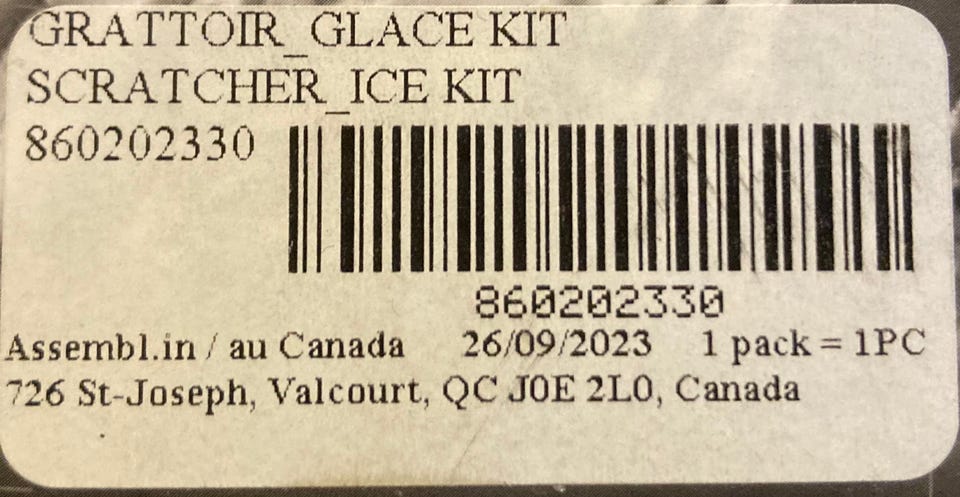 GRATTOIR_GLACE KIT
SCRATCHER_ICE KIT
860202330
860202330
Assembl.in / au Canada 26/09/2023 1 pack = 1PC
726 St-Joseph, Valcourt, QC J0E 2L0, Canada